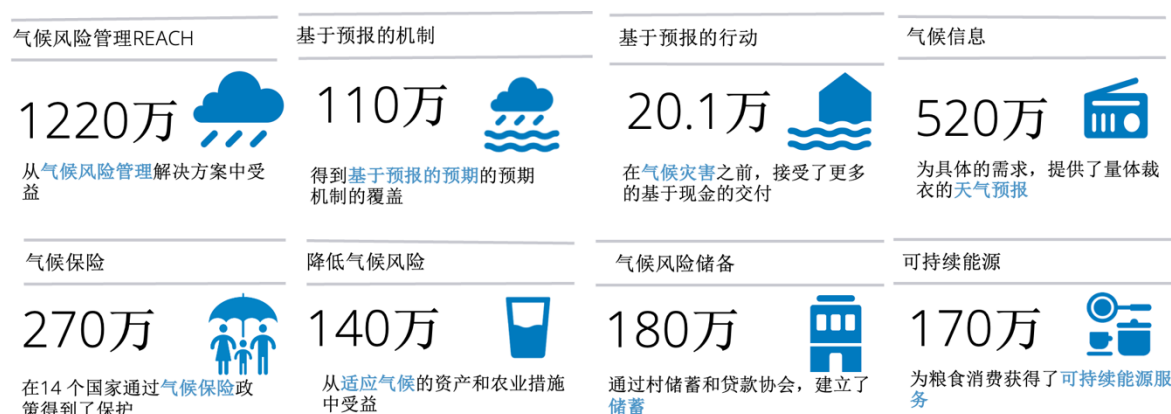 气候风险管理REACH
1220万
从气候风险管理解决方案中受
益
基于预报的机制
110万
得到基于预报的预期的预期
机制的覆盖
基于预报的行动
20.1万
在气候灾害之前，接受了更多
的基于现金的交付
气候信息
520万
为具体的需求，提供了量体裁
衣的天气预报
气候保险
270万
在14 个国家通过气候保险政
策得到了保护
降低气候风险
140万
从适应气候的资产和农业措施
中受益
气候风险储备
180万
通过村储蓄和贷款协会，建立了
储蓄
可持续能源
170万
为粮食消费获得了可持续能源服
务